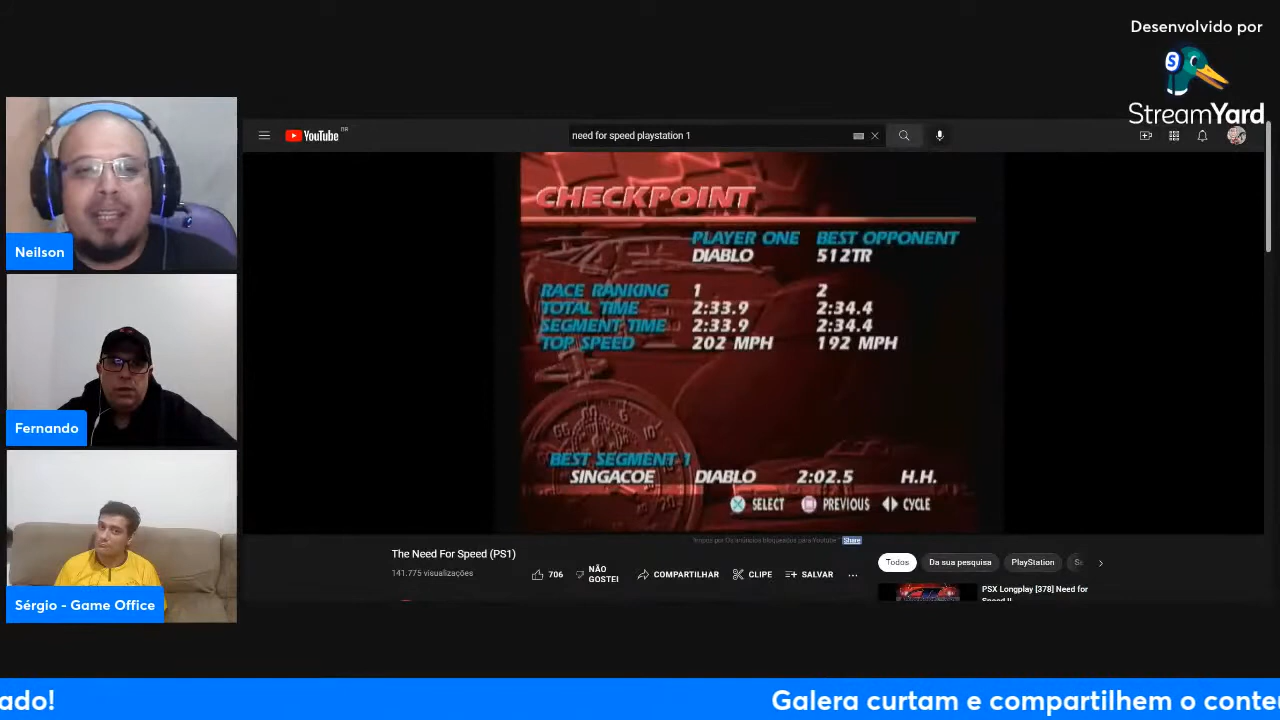 Desenvolvido por
StreamYard
YouTube BR
need for speed playstation 1
CHECKPOINT
PLAYER ONE BEST OPPONENT
DIABLO 512TR
RACE RANKING 1 2
TOTAL TIME 2:33.9 2:34.4
SEGMENT TIME 2:33.9 2:34.4
TOP SPEED 202 MPH 192 MPH
BEST SEGMENT 1
SINGACOE DIABLO 2:02.5 H.H.
SELECT PREVIOUS CYCLE
Neilson
Fernando
Sérgio - Game Office
Share
The Need For Speed (PS1)
141.775 visualizações
706
NÃO
GOSTEI
COMPARTILHAR
CLIPE
SALVAR
Todos
Da sua pesquisa
PlayStation
PSX Longplay [378] Need for
Speed II
ado!
Galera curtam e compartilhem o conte